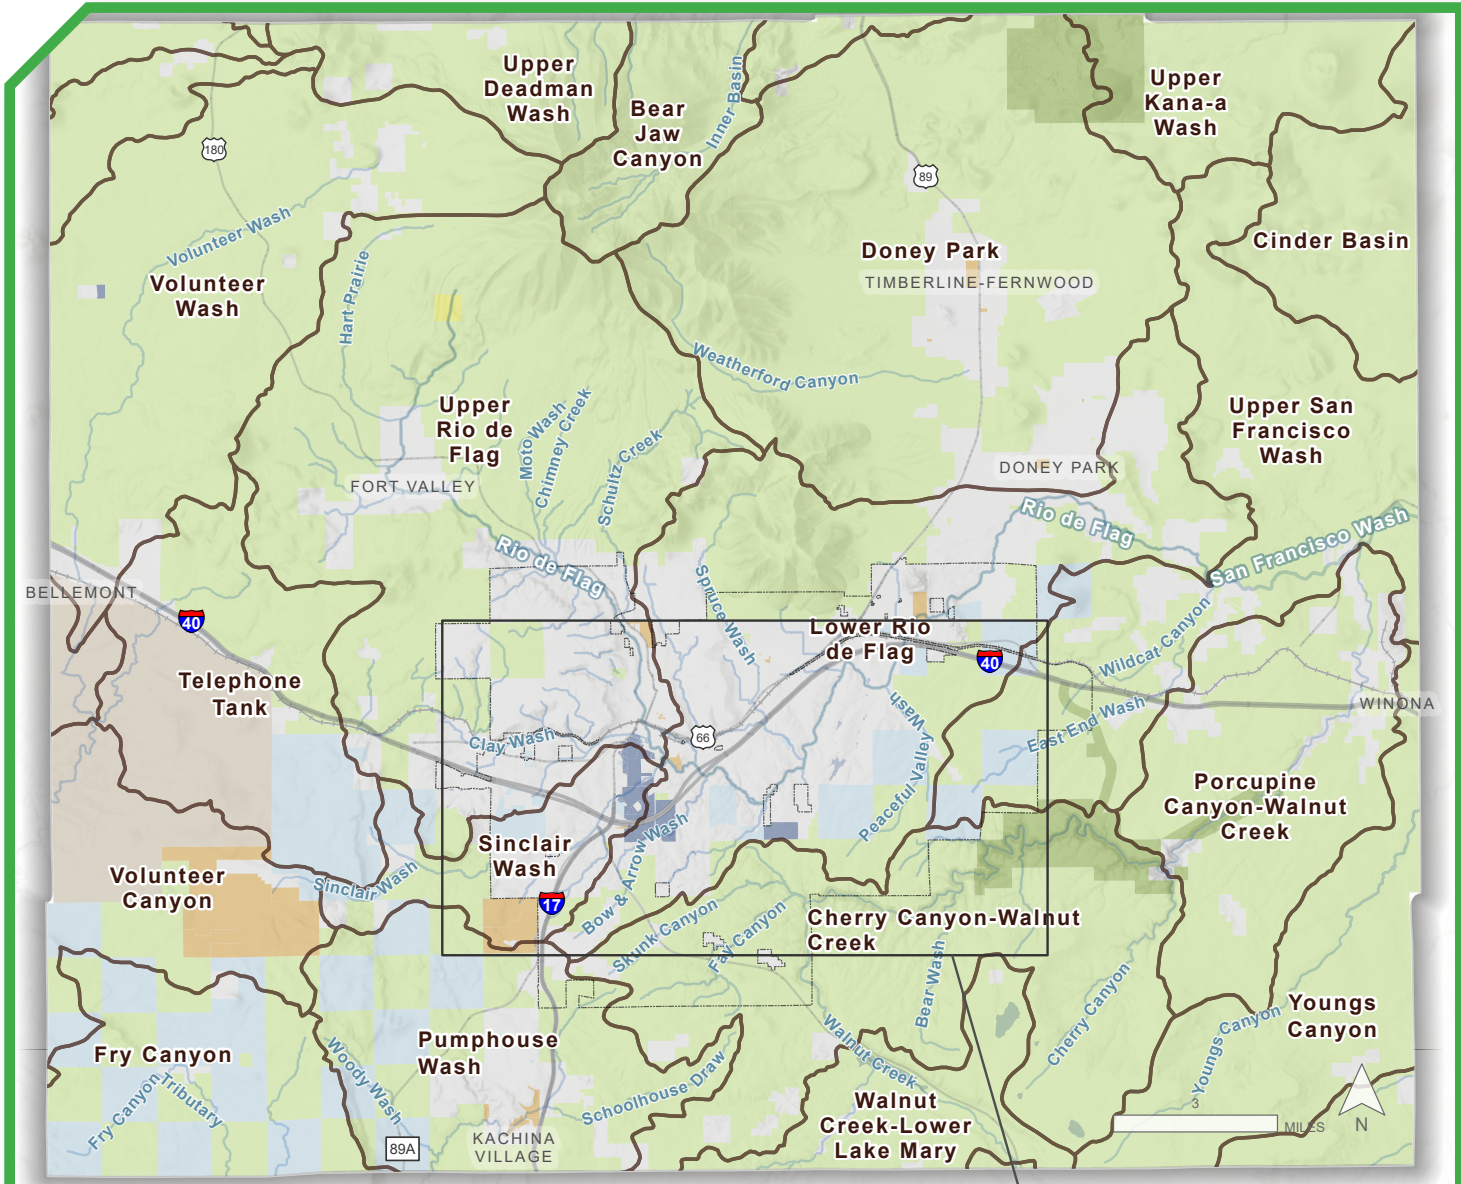 Upper
Deadman
Wash
Bear
Jaw
Canyon
Inner Basin
Upper
Kana-a
Wash
180
89
Volunteer Wash
Volunteer
Wash
Hart Prairie
Doney Park
TIMBERLINE-FERNWOOD
Cinder Basin
Weatherford Canyon
Upper
Rio de
Flag
Moto Wash
Chimney Creek
Schultz Creek
Upper San
Francisco
Wash
FORT VALLEY
DONEY PARK
Rio de Flag
Rio de Flag
San Francisco Wash
BELLEMONT
40
Spruce Wash
Lower Rio
de Flag
40
Wildcat Canyon
Telephone
Tank
WINONA
Clay Wash
66
Peaceful Valley Wash
East End Wash
Porcupine
Canyon-Walnut
Creek
Sinclair
Wash
Bow & Arrow Wash
Volunteer
Canyon
Sinclair Wash
17
Skunk Canyon
Fay Canyon
Cherry Canyon-Walnut
Creek
Bear Wash
Cherry Canyon
Youngs
Canyon
Youngs Canyon
Fry Canyon
Fry Canyon Tributary
Woody Wash
Pumphouse
Wash
Schoolhouse Draw
Walnut Creek
Walnut
Creek-Lower
Lake Mary
89A
KACHINA
VILLAGE
3
MILES
N